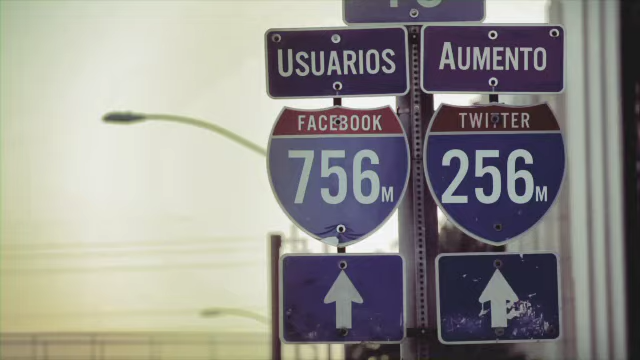 USUARIOS
AUMENTO
FACEBOOK
TWITTER
756M
256M